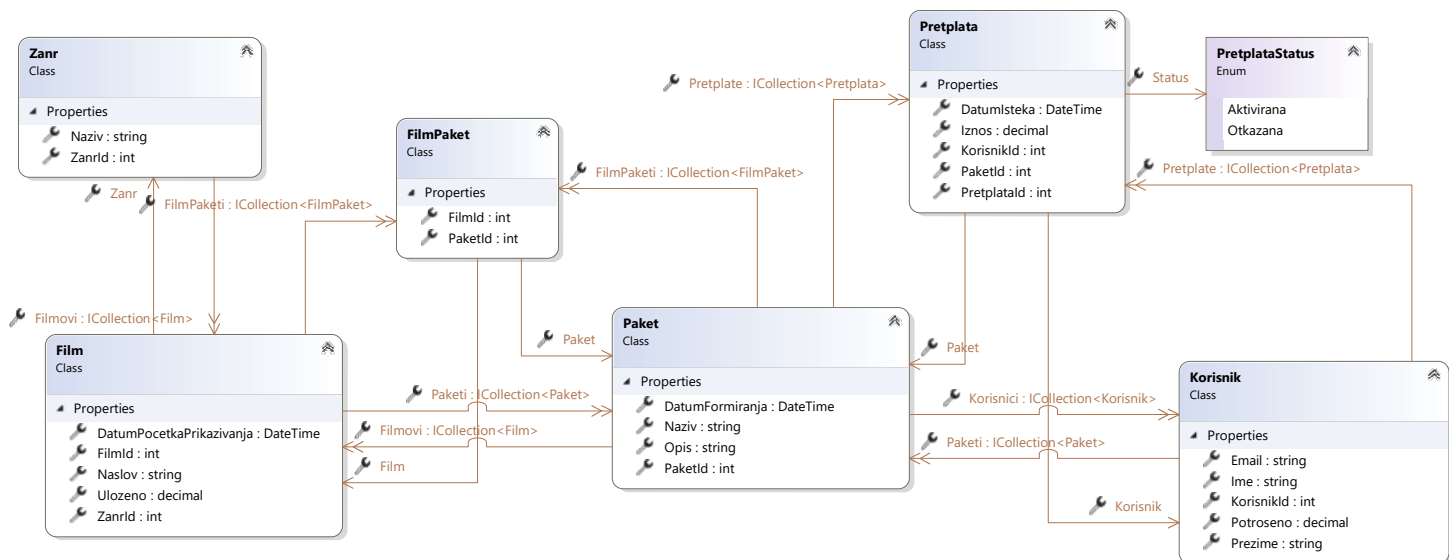 Zanr
Class
Properties
Naziv : string
ZanrId : int
Zanr
FilmPaketi : ICollection<FilmPaket>
Filmovi : ICollection<Film>
Film
Class
Properties
DatumPocetkaPrikazivanja : DateTime
FilmId : int
Naslov : string
Ulozeno : decimal
ZanrId : int
FilmPaket
Class
Properties
FilmId : int
PaketId : int
FilmPaketi : ICollection<FilmPaket>
Paket
Paketi : ICollection<Paket>
Filmovi : ICollection<Film>
Film
Paket
Class
Properties
DatumFormiranja : DateTime
Naziv : string
Opis : string
PaketId : int
Pretplate : ICollection<Pretplata>
Pretplata
Class
Properties
DatumIsteka : DateTime
Iznos : decimal
KorisnikId : int
PaketId : int
PretplataId : int
Status
PretplataStatus
Enum
Aktivirana
Otkazana
Pretplate : ICollection<Pretplata>
Paket
Korisnici : ICollection<Korisnik>
Paketi : ICollection<Paket>
Korisnik
Korisnik
Class
Properties
Email : string
Ime : string
KorisnikId : int
Potroseno : decimal
Prezime : string